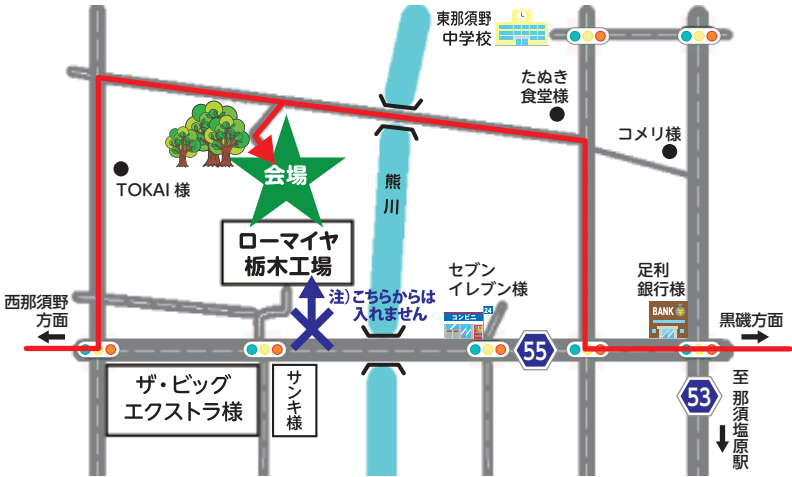 東那須野
中学校
たぬき
食堂様
コメリ様
TOKAI 様
会場
熊川
ローマイヤ
栃木工場
注）こちらからは
入れません
セブン
イレブン様
コンビニ
24
足利
銀行様
BANK
西那須野
方面
黒磯方面
55
53
至 那須塩原駅
ザ・ビッグ
エクストラ様
サンキ様